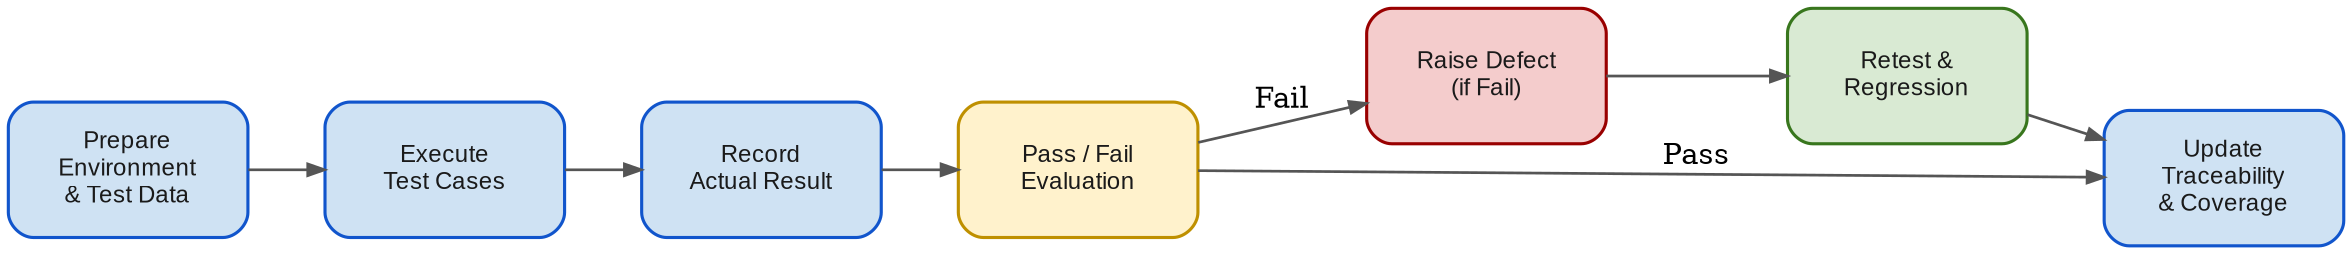 Prepare
Environment
& Test Data
Execute
Test Cases
Record
Actual Result
Pass / Fail
Evaluation
Fail
Raise Defect
(if Fail)
Retest &
Regression
Pass
Update
Traceability
& Coverage